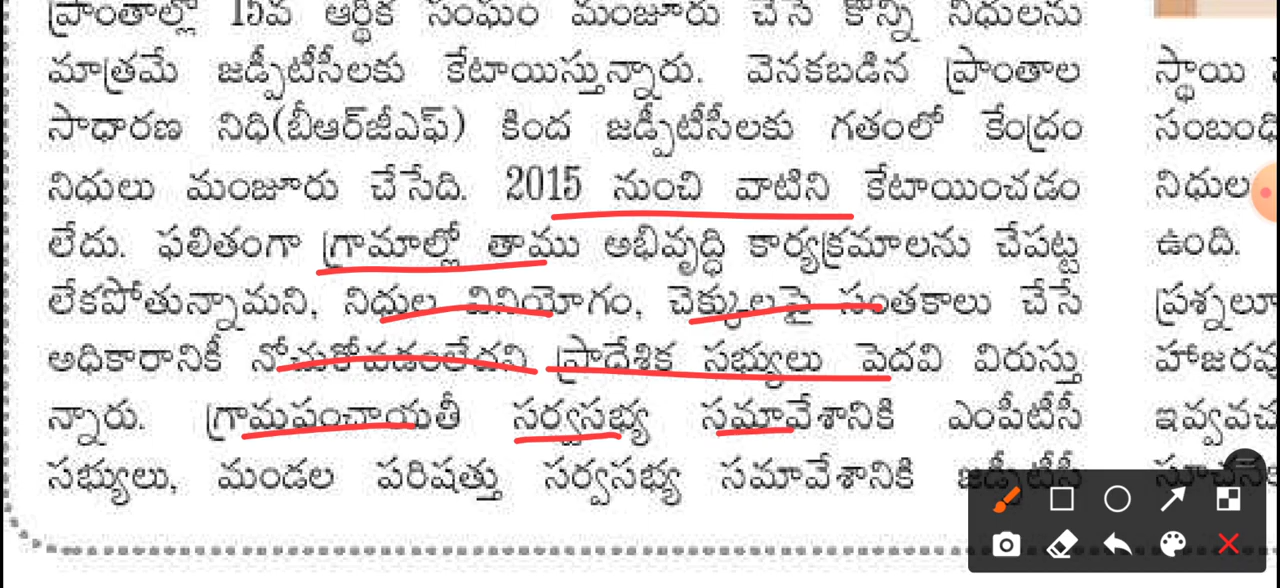 ప్రాంతాల్లో 15వ ఆర్థిక సంఘం మంజూరు చేసే కొన్ని నిధులను
మాత్రమే జడ్పీటీసీలకు కేటాయిస్తున్నారు. వెనకబడిన ప్రాంతాల
సాధారణ నిధి(బీఆర్‌జీఎఫ్) కింద జడ్పీటీసీలకు గతంలో కేంద్రం
నిధులు మంజూరు చేసేది. 2015 నుంచి వాటిని కేటాయించడం
లేదు. ఫలితంగా గ్రామాల్లో తాము అభివృద్ధి కార్యక్రమాలను చేపట్ట
లేకపోతున్నామని, నిధుల వినియోగం, చెక్కులపై సంతకాలు చేసే
అధికారానికీ నోచుకోవడంలేదని ప్రాదేశిక సభ్యులు పెదవి విరుస్తు
న్నారు. గ్రామపంచాయతీ సర్వసభ్య సమావేశానికి ఎంపీటీసీ
సభ్యులు, మండల పరిషత్తు సర్వసభ్య సమావేశానికి జడ్పీటీసీ
స్థాయి
సంబంధి
నిధుల
ఉంది.
ప్రశ్నలూ
హాజరవు
ఇవ్వవచ